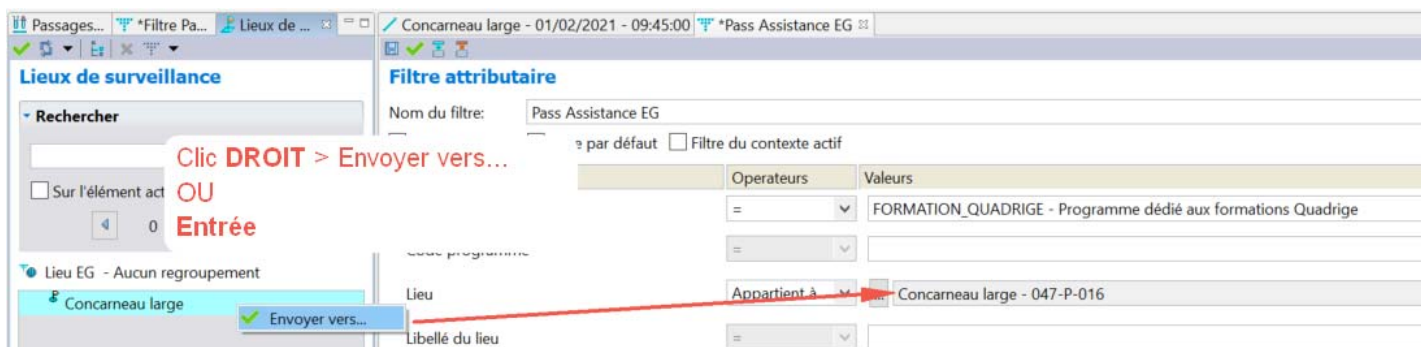 Passages... *Filtre Pa... Lieux de ... Concarneau large - 01/02/2021 - 09:45:00 *Pass Assistance EG
Lieux de surveillance
Filtre attributaire
Rechercher
Nom du filtre: Pass Assistance EG
par défaut Filtre du contexte actif
Clic DROIT > Envoyer vers...
OU
Entrée
Operateurs Valeurs
Sur l'élément act
= FORMATION_QUADRIGE - Programme dédié aux formations Quadrige
0
Code programme =
Lieu EG - Aucun regroupement
Concarneau large
Envoyer vers...
Lieu Appartient à ... Concarneau large - 047-P-016
Libellé du lieu =